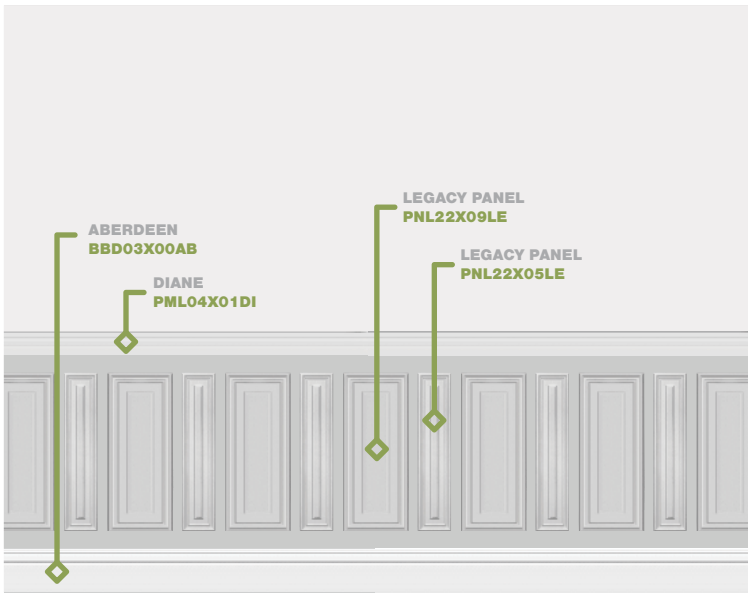 LEGACY PANEL
PNL22X09LE
ABERDEEN
BBD03X00AB
LEGACY PANEL
PNL22X05LE
DIANE
PML04X01DI